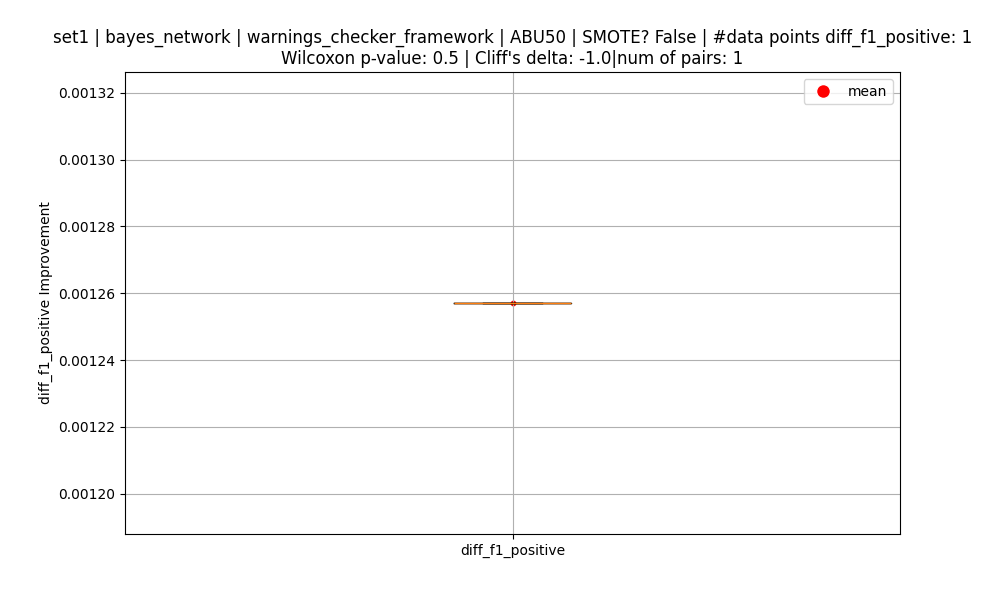 set1 | bayes_network | warnings_checker_framework | ABU50 | SMOTE? False | #data points diff_f1_positive: 1
Wilcoxon p-value: 0.5 | Cliff's delta: -1.0|num of pairs: 1
mean
0.00132
0.00130
0.00128
0.00126
0.00124
0.00122
0.00120
diff_f1_positive Improvement
diff_f1_positive